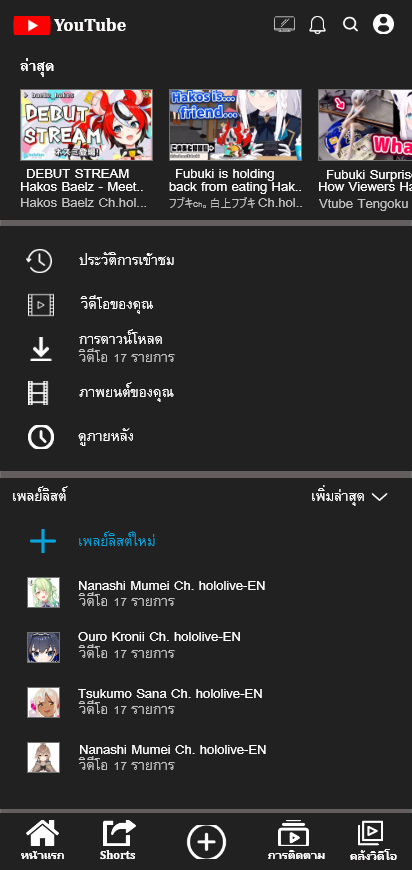 YouTube
ล่าสุด
baelz_hakos
DEBUT
STREAM
Hakos is...
friend...
DEBUT STREAM
Hakos Baelz - Meet..
Hakos Baelz Ch.hol...
Fubuki is holding
back from eating Hak..
フブキCh。白上フブキ Ch.hol..
Fubuki Surpris
How Viewers Ha
Vtube Tengoku
ประวัติการเข้าชม
วิดีโอของคุณ
การดาวน์โหลด
วิดีโอ 17 รายการ
ภาพยนต์ของคุณ
ดูภายหลัง
เพลย์ลิสต์
เพิ่มล่าสุด
เพลย์ลิสต์ใหม่
Nanashi Mumei Ch. hololive-EN
วิดีโอ 17 รายการ
Ouro Kronii Ch. hololive-EN
วิดีโอ 17 รายการ
Tsukumo Sana Ch. hololive-EN
วิดีโอ 17 รายการ
Nanashi Mumei Ch. hololive-EN
วิดีโอ 17 รายการ
หน้าแรก
Shorts
การติดตาม
คลังวิดีโอ